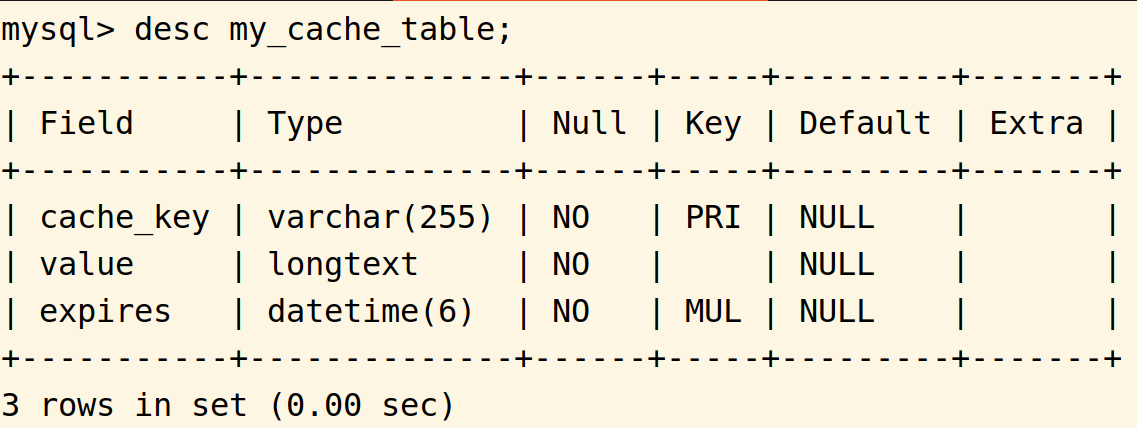 mysql> desc my_cache_table;
+-----------+--------------+------+-----+---------+-------+
| Field     | Type         | Null | Key | Default | Extra |
+-----------+--------------+------+-----+---------+-------+
| cache_key | varchar(255) | NO   | PRI | NULL    |       |
| value     | longtext     | NO   |     | NULL    |       |
| expires   | datetime(6)  | NO   | MUL | NULL    |       |
+-----------+--------------+------+-----+---------+-------+
3 rows in set (0.00 sec)